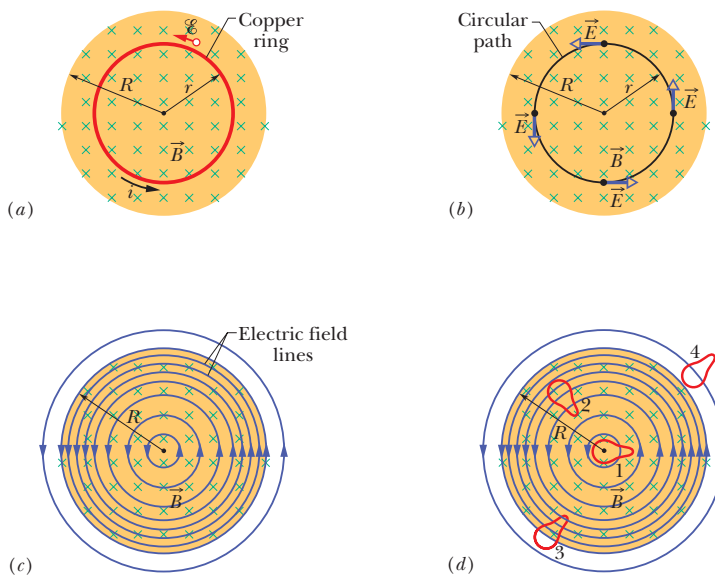 ℰ
Copper
ring
R
r
B
i
(a)
Circular
path
E
R
r
E
E
B
E
(b)
Electric field
lines
R
B
(c)
4
2
R
1
B
3
(d)